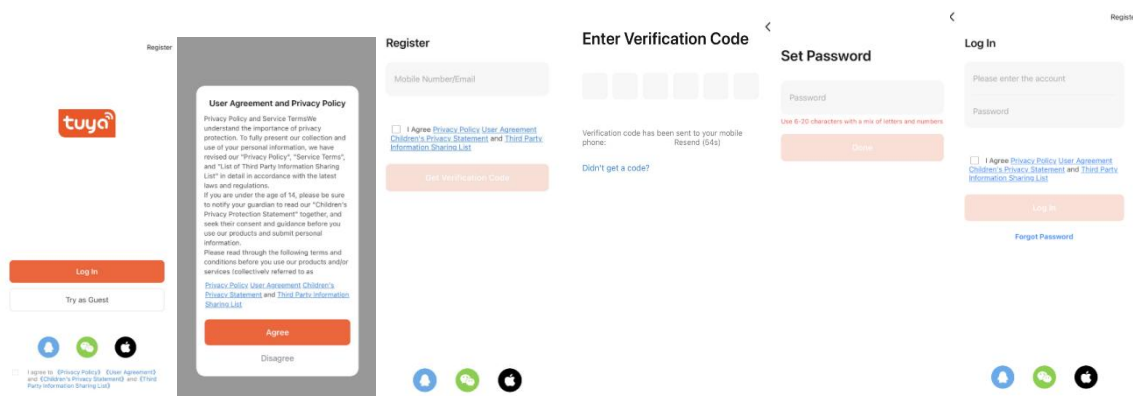 Register
tuya
Log In
Try as Guest
I agree to 《Privacy Policy》 《User Agreement》
and 《Children's Privacy Statement》 and 《Third
Party Information Sharing List》
User Agreement and Privacy Policy
Privacy Policy and Service TermsWe
understand the importance of privacy
protection. To fully present our collection and
use of your personal information, we have
revised our "Privacy Policy", "Service Terms",
and "List of Third Party Information Sharing
List" in detail in accordance with the latest
laws and regulations.
If you are under the age of 14, please be sure
to notify your guardian to read our "Children's
Privacy Protection Statement" together, and
seek their consent and guidance before you
use our products and submit personal
information.
Please read through the following terms and
conditions before you use our products and/or
services (collectively referred to as
Privacy Policy User Agreement Children's
Privacy Statement and Third Party Information
Sharing List
Agree
Disagree
Register
Mobile Number/Email
I Agree Privacy Policy User Agreement
Children's Privacy Statement and Third Party
Information Sharing List
Get Verification Code
Enter Verification Code
Verification code has been sent to your mobile
phone: Resend (54s)
Didn't get a code?
Set Password
Password
Use 6-20 characters with a mix of letters and numbers
Done
Registe
Log In
Please enter the account
Password
I Agree Privacy Policy User Agreement
Children's Privacy Statement and Third Party
Information Sharing List
Log In
Forgot Password